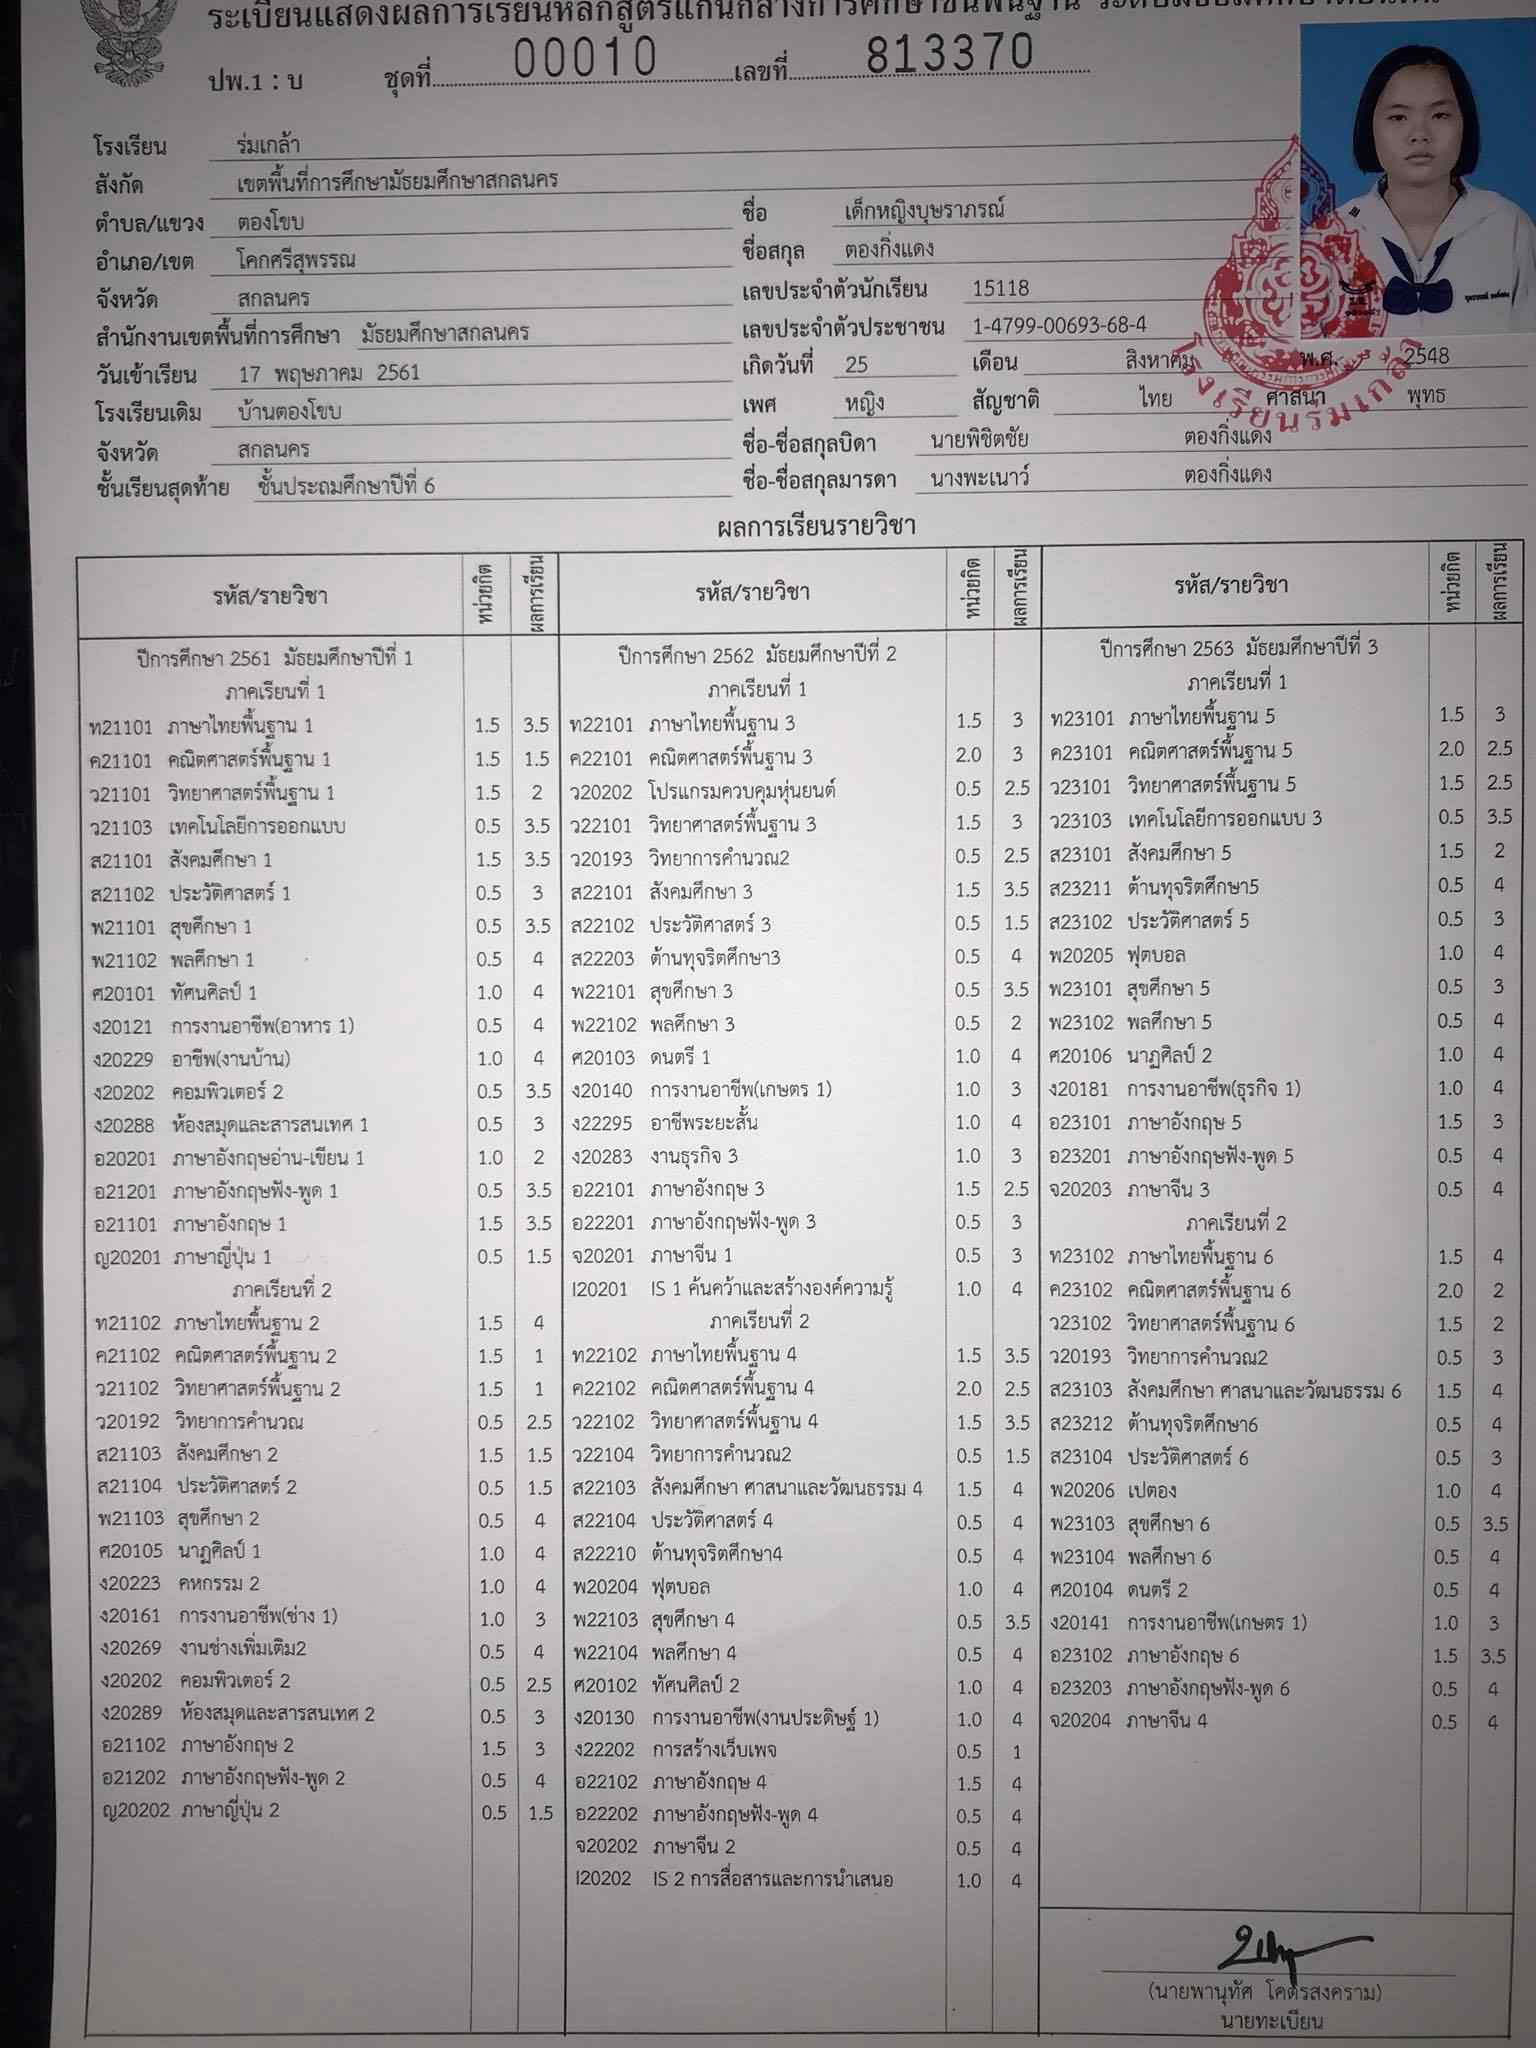 ระเบียนแสดงผลการเรียนหลักสูตรแกนกลางการศึกษาขั้นพื้นฐาน
ปพ.1 : บ ชุดที่ 00010 เลขที่ 813370
โรงเรียน ร่มเกล้า
สังกัด เขตพื้นที่การศึกษามัธยมศึกษาสกลนคร
ตำบล/แขวง ตองโขบ
อำเภอ/เขต โคกศรีสุพรรณ
จังหวัด สกลนคร
สำนักงานเขตพื้นที่การศึกษา มัธยมศึกษาสกลนคร
วันเข้าเรียน 17 พฤษภาคม 2561
โรงเรียนเดิม บ้านตองโขบ
จังหวัด สกลนคร
ชั้นเรียนสุดท้าย ชั้นประถมศึกษาปีที่ 6
ชื่อ เด็กหญิงบุษราภรณ์
ชื่อสกุล ตองกิ่งแดง
เลขประจำตัวนักเรียน 15118
เลขประจำตัวประชาชน 1-4799-00693-68-4
เกิดวันที่ 25 เดือน สิงหาคม พ.ศ. 2548
เพศ หญิง สัญชาติ ไทย ศาสนา พุทธ
ชื่อ-ชื่อสกุลบิดา นายพิชิตชัย ตองกิ่งแดง
ชื่อ-ชื่อสกุลมารดา นางพะเนาว์ ตองกิ่งแดง
โรงเรียนร่มเกล้า
ผลการเรียนรายวิชา
รหัส/รายวิชา หน่วยกิต ผลการเรียน
ปีการศึกษา 2561 มัธยมศึกษาปีที่ 1
ภาคเรียนที่ 1
ท21101 ภาษาไทยพื้นฐาน 1 1.5 3.5
ค21101 คณิตศาสตร์พื้นฐาน 1 1.5 1.5
ว21101 วิทยาศาสตร์พื้นฐาน 1 1.5 2
ว21103 เทคโนโลยีการออกแบบ 0.5 3.5
ส21101 สังคมศึกษา 1 1.5 3.5
ส21102 ประวัติศาสตร์ 1 0.5 3
พ21101 สุขศึกษา 1 0.5 3.5
พ21102 พลศึกษา 1 0.5 4
ศ20101 ทัศนศิลป์ 1 1.0 4
ง20121 การงานอาชีพ(อาหาร 1) 0.5 4
ง20229 อาชีพ(งานบ้าน) 1.0 4
ง20202 คอมพิวเตอร์ 2 0.5 3.5
ง20288 ห้องสมุดและสารสนเทศ 1 0.5 3
อ20201 ภาษาอังกฤษอ่าน-เขียน 1 1.0 2
อ21201 ภาษาอังกฤษฟัง-พูด 1 0.5 3.5
อ21101 ภาษาอังกฤษ 1 1.5 3.5
ญ20201 ภาษาญี่ปุ่น 1 0.5 1.5
ภาคเรียนที่ 2
ท21102 ภาษาไทยพื้นฐาน 2 1.5 4
ค21102 คณิตศาสตร์พื้นฐาน 2 1.5 1
ว21102 วิทยาศาสตร์พื้นฐาน 2 1.5 1
ว20192 วิทยาการคำนวณ 0.5 2.5
ส21103 สังคมศึกษา 2 1.5 1.5
ส21104 ประวัติศาสตร์ 2 0.5 1.5
พ21103 สุขศึกษา 2 0.5 4
ศ20105 นาฏศิลป์ 1 1.0 4
ง20223 คหกรรม 2 1.0 4
ง20161 การงานอาชีพ(ช่าง 1) 1.0 3
ง20269 งานช่างเพิ่มเติม2 0.5 4
ง20202 คอมพิวเตอร์ 2 0.5 2.5
ง20289 ห้องสมุดและสารสนเทศ 2 0.5 3
อ21102 ภาษาอังกฤษ 2 1.5 3
อ21202 ภาษาอังกฤษฟัง-พูด 2 0.5 4
ญ20202 ภาษาญี่ปุ่น 2 0.5 1.5
รหัส/รายวิชา หน่วยกิต ผลการเรียน
ปีการศึกษา 2562 มัธยมศึกษาปีที่ 2
ภาคเรียนที่ 1
ท22101 ภาษาไทยพื้นฐาน 3 1.5 3
ค22101 คณิตศาสตร์พื้นฐาน 3 2.0 3
ว20202 โปรแกรมควบคุมหุ่นยนต์ 0.5 2.5
ว22101 วิทยาศาสตร์พื้นฐาน 3 1.5 3
ว20193 วิทยาการคำนวณ2 0.5 2.5
ส22101 สังคมศึกษา 3 1.5 3.5
ส22102 ประวัติศาสตร์ 3 0.5 1.5
ส22203 ต้านทุจริตศึกษา3 0.5 4
พ22101 สุขศึกษา 3 0.5 3.5
พ22102 พลศึกษา 3 0.5 2
ศ20103 ดนตรี 1 1.0 4
ง20140 การงานอาชีพ(เกษตร 1) 1.0 3
ง22295 อาชีพระยะสั้น 1.0 4
ง20283 งานธุรกิจ 3 1.0 3
อ22101 ภาษาอังกฤษ 3 1.5 2.5
อ22201 ภาษาอังกฤษฟัง-พูด 3 0.5 3
จ20201 ภาษาจีน 1 0.5 3
I20201 IS 1 ค้นคว้าและสร้างองค์ความรู้ 1.0 4
ภาคเรียนที่ 2
ท22102 ภาษาไทยพื้นฐาน 4 1.5 3.5
ค22102 คณิตศาสตร์พื้นฐาน 4 2.0 2.5
ว22102 วิทยาศาสตร์พื้นฐาน 4 1.5 3.5
ว22104 วิทยาการคำนวณ2 0.5 1.5
ส22103 สังคมศึกษา ศาสนาและวัฒนธรรม 4 1.5 4
ส22104 ประวัติศาสตร์ 4 0.5 4
ส22210 ต้านทุจริตศึกษา4 0.5 4
พ20204 ฟุตบอล 1.0 4
พ22103 สุขศึกษา 4 0.5 3.5
พ22104 พลศึกษา 4 0.5 4
ศ20102 ทัศนศิลป์ 2 1.0 4
ง20130 การงานอาชีพ(งานประดิษฐ์ 1) 1.0 4
ง22202 การสร้างเว็บเพจ 0.5 1
อ22102 ภาษาอังกฤษ 4 1.5 4
อ22202 ภาษาอังกฤษฟัง-พูด 4 0.5 4
จ20202 ภาษาจีน 2 0.5 4
I20202 IS 2 การสื่อสารและการนำเสนอ 1.0 4
รหัส/รายวิชา หน่วยกิต ผลการเรียน
ปีการศึกษา 2563 มัธยมศึกษาปีที่ 3
ภาคเรียนที่ 1
ท23101 ภาษาไทยพื้นฐาน 5 1.5 3
ค23101 คณิตศาสตร์พื้นฐาน 5 2.0 2.5
ว23101 วิทยาศาสตร์พื้นฐาน 5 1.5 2.5
ว23103 เทคโนโลยีการออกแบบ 3 0.5 3.5
ส23101 สังคมศึกษา 5 1.5 2
ส23211 ต้านทุจริตศึกษา5 0.5 4
ส23102 ประวัติศาสตร์ 5 0.5 3
พ20205 ฟุตบอล 1.0 4
พ23101 สุขศึกษา 5 0.5 3
พ23102 พลศึกษา 5 0.5 4
ศ20106 นาฏศิลป์ 2 1.0 4
ง20181 การงานอาชีพ(ธุรกิจ 1) 1.0 4
อ23101 ภาษาอังกฤษ 5 1.5 3
อ23201 ภาษาอังกฤษฟัง-พูด 5 0.5 4
จ20203 ภาษาจีน 3 0.5 4
ภาคเรียนที่ 2
ท23102 ภาษาไทยพื้นฐาน 6 1.5 4
ค23102 คณิตศาสตร์พื้นฐาน 6 2.0 2
ว23102 วิทยาศาสตร์พื้นฐาน 6 1.5 2
ว20193 วิทยาการคำนวณ2 0.5 3
ส23103 สังคมศึกษา ศาสนาและวัฒนธรรม 6 1.5 4
ส23212 ต้านทุจริตศึกษา6 0.5 4
ส23104 ประวัติศาสตร์ 6 0.5 3
พ20206 เปตอง 1.0 4
พ23103 สุขศึกษา 6 0.5 3.5
พ23104 พลศึกษา 6 0.5 4
ศ20104 ดนตรี 2 0.5 4
ง20141 การงานอาชีพ(เกษตร 1) 1.0 3
อ23102 ภาษาอังกฤษ 6 1.5 3.5
อ23203 ภาษาอังกฤษฟัง-พูด 6 0.5 4
จ20204 ภาษาจีน 4 0.5 4
(นายพานุทัศ โคตรสงคราม)
นายทะเบียน